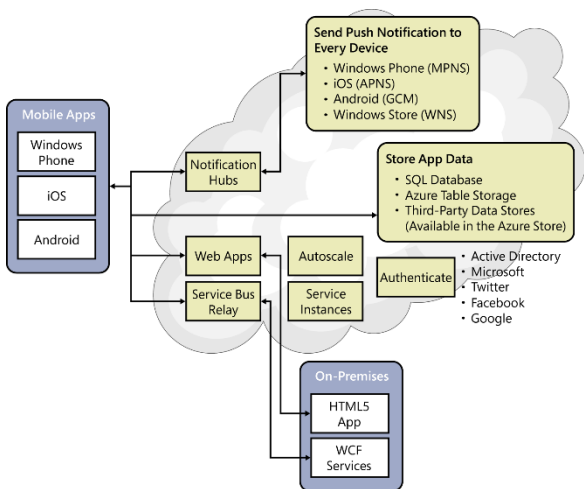 Send Push Notification to
Every Device
• Windows Phone (MPNS)
• iOS (APNS)
• Android (GCM)
• Windows Store (WNS)
Mobile Apps
Windows
Phone
iOS
Android
Notification
Hubs
Store App Data
• SQL Database
• Azure Table Storage
• Third-Party Data Stores
(Available in the Azure Store)
Web Apps
Autoscale
Service Bus
Relay
Service
Instances
Authenticate
• Active Directory
• Microsoft
• Twitter
• Facebook
• Google
On-Premises
HTML5
App
WCF
Services